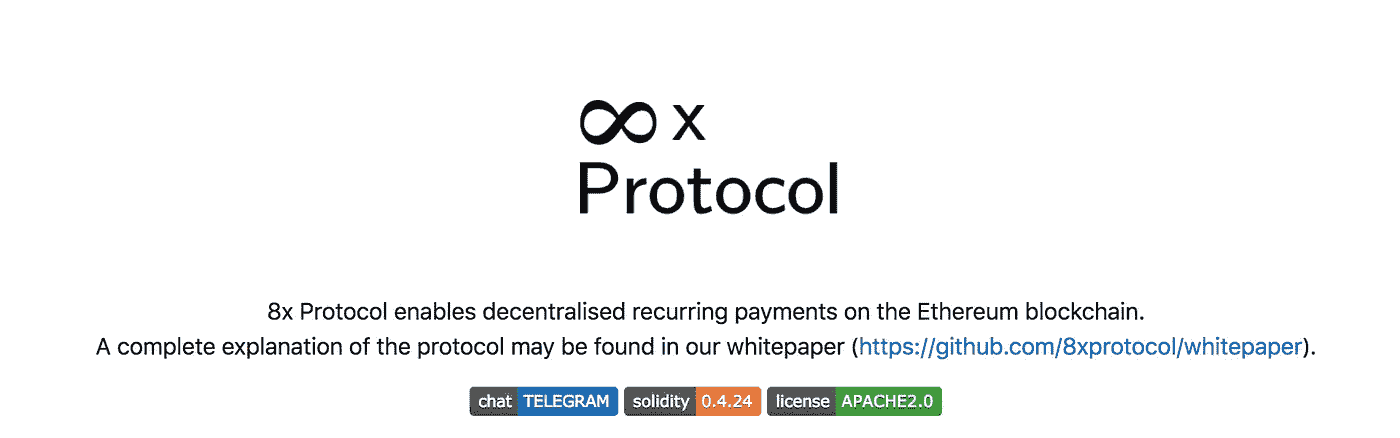 ∞ x
Protocol
8x Protocol enables decentralised recurring payments on the Ethereum blockchain.
A complete explanation of the protocol may be found in our whitepaper (https://github.com/8xprotocol/whitepaper).
chat TELEGRAM solidity 0.4.24 license APACHE2.0